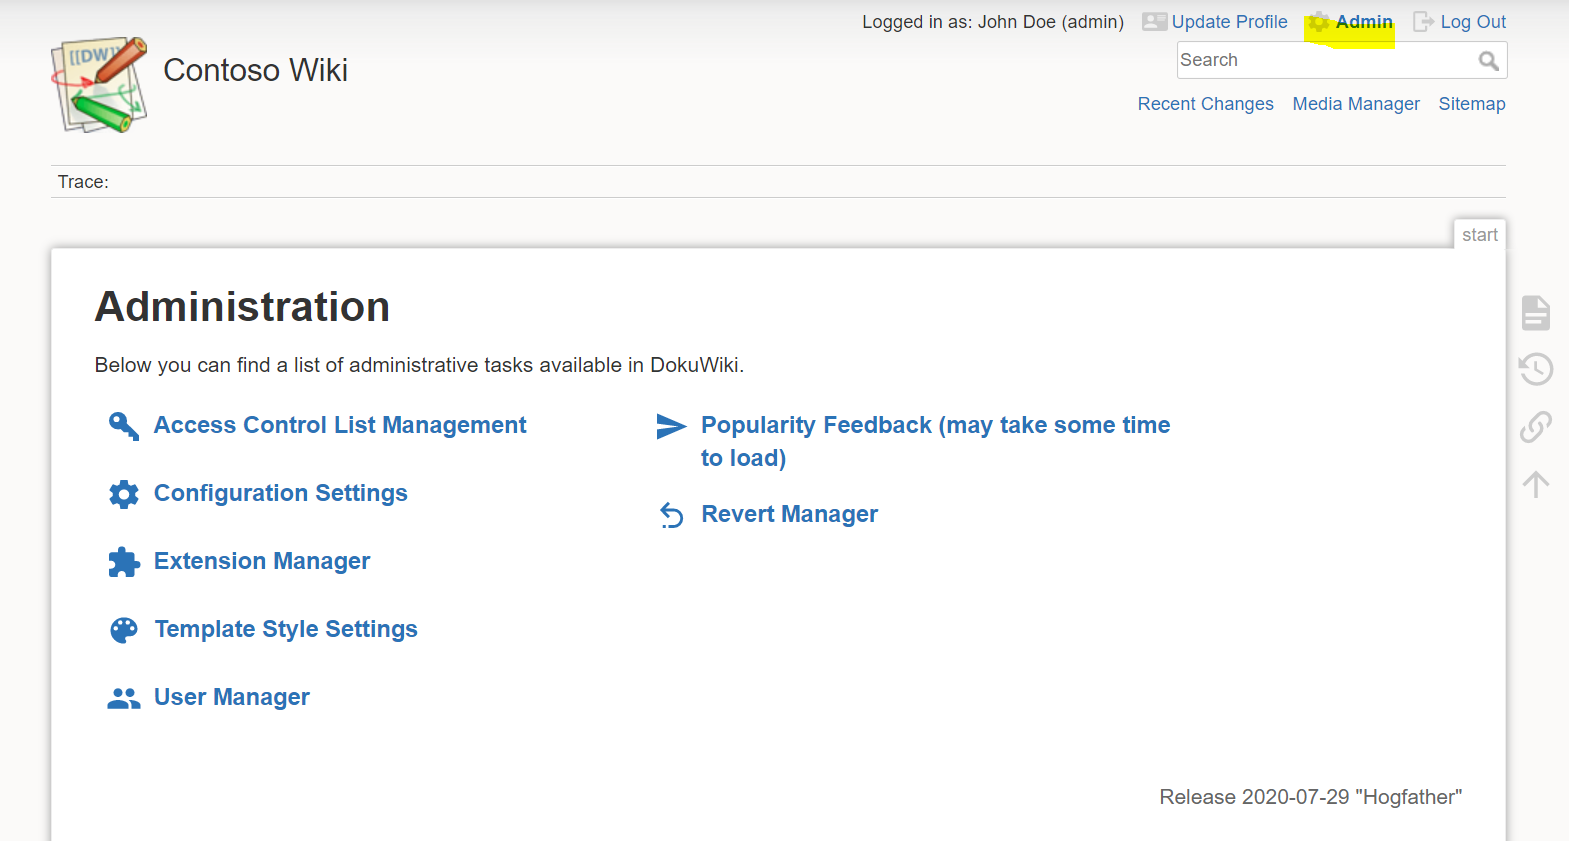 Logged in as: John Doe (admin) Update Profile Admin Log Out
[[DW]]
Contoso Wiki
Search
Recent Changes Media Manager Sitemap
Trace:
start
Administration
Below you can find a list of administrative tasks available in DokuWiki.
Access Control List Management
Configuration Settings
Extension Manager
Template Style Settings
User Manager
Popularity Feedback (may take some time
to load)
Revert Manager
Release 2020-07-29 "Hogfather"